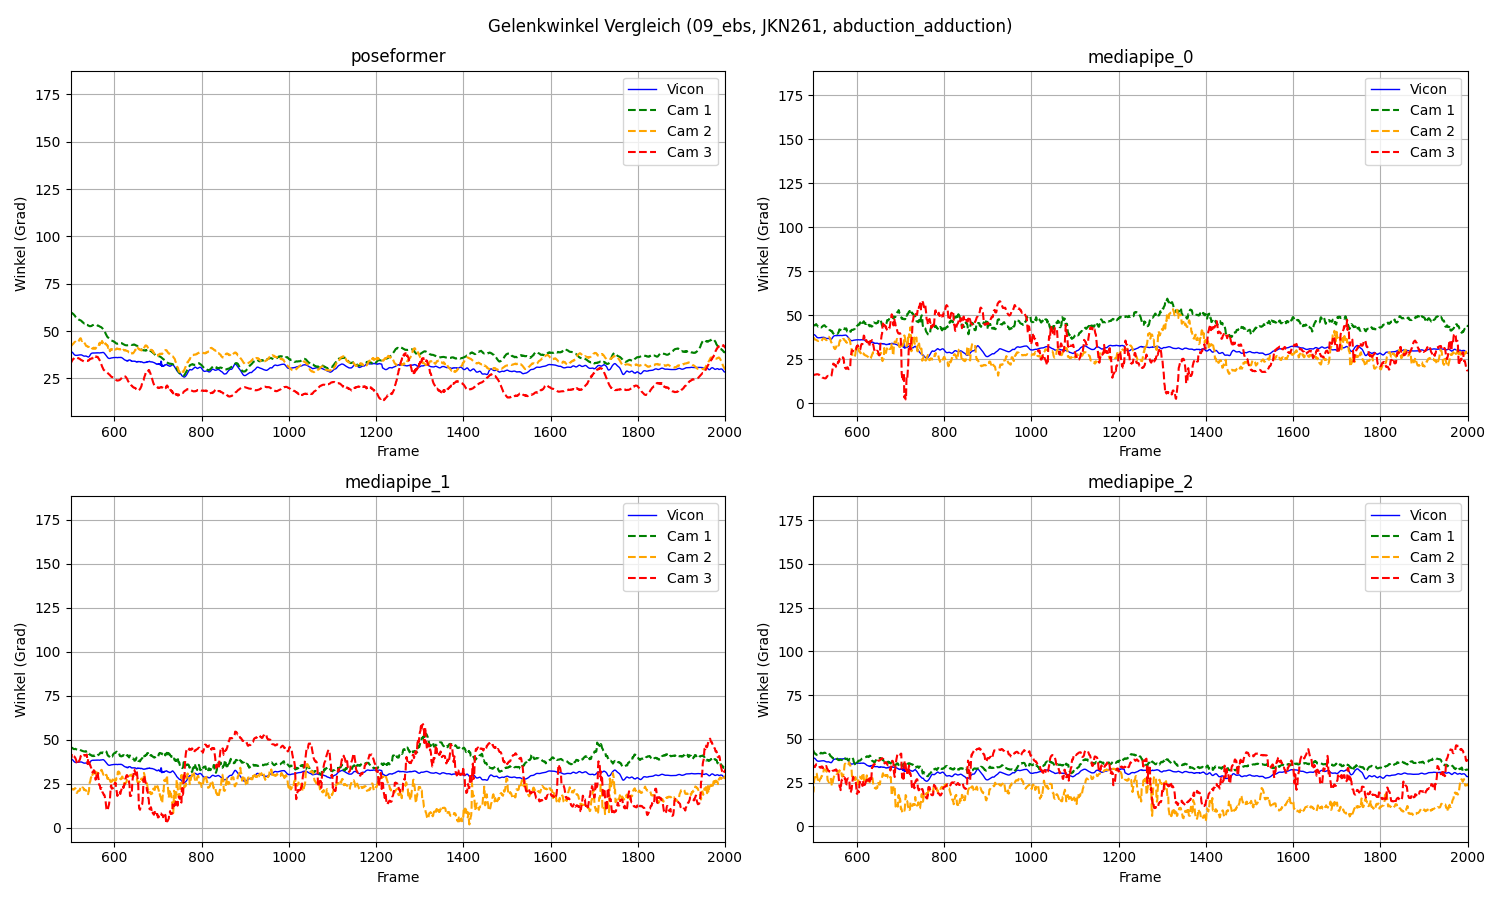 Gelenkwinkel Vergleich (09_ebs, JKN261, abduction_adduction)
poseformer
Winkel (Grad)
175
150
125
100
75
50
25
Vicon
Cam 1
Cam 2
Cam 3
600 800 1000 1200 1400 1600 1800 2000
Frame
mediapipe_0
Winkel (Grad)
175
150
125
100
75
50
25
0
Vicon
Cam 1
Cam 2
Cam 3
600 800 1000 1200 1400 1600 1800 2000
Frame
mediapipe_1
Winkel (Grad)
175
150
125
100
75
50
25
0
Vicon
Cam 1
Cam 2
Cam 3
600 800 1000 1200 1400 1600 1800 2000
Frame
mediapipe_2
Winkel (Grad)
175
150
125
100
75
50
25
0
Vicon
Cam 1
Cam 2
Cam 3
600 800 1000 1200 1400 1600 1800 2000
Frame